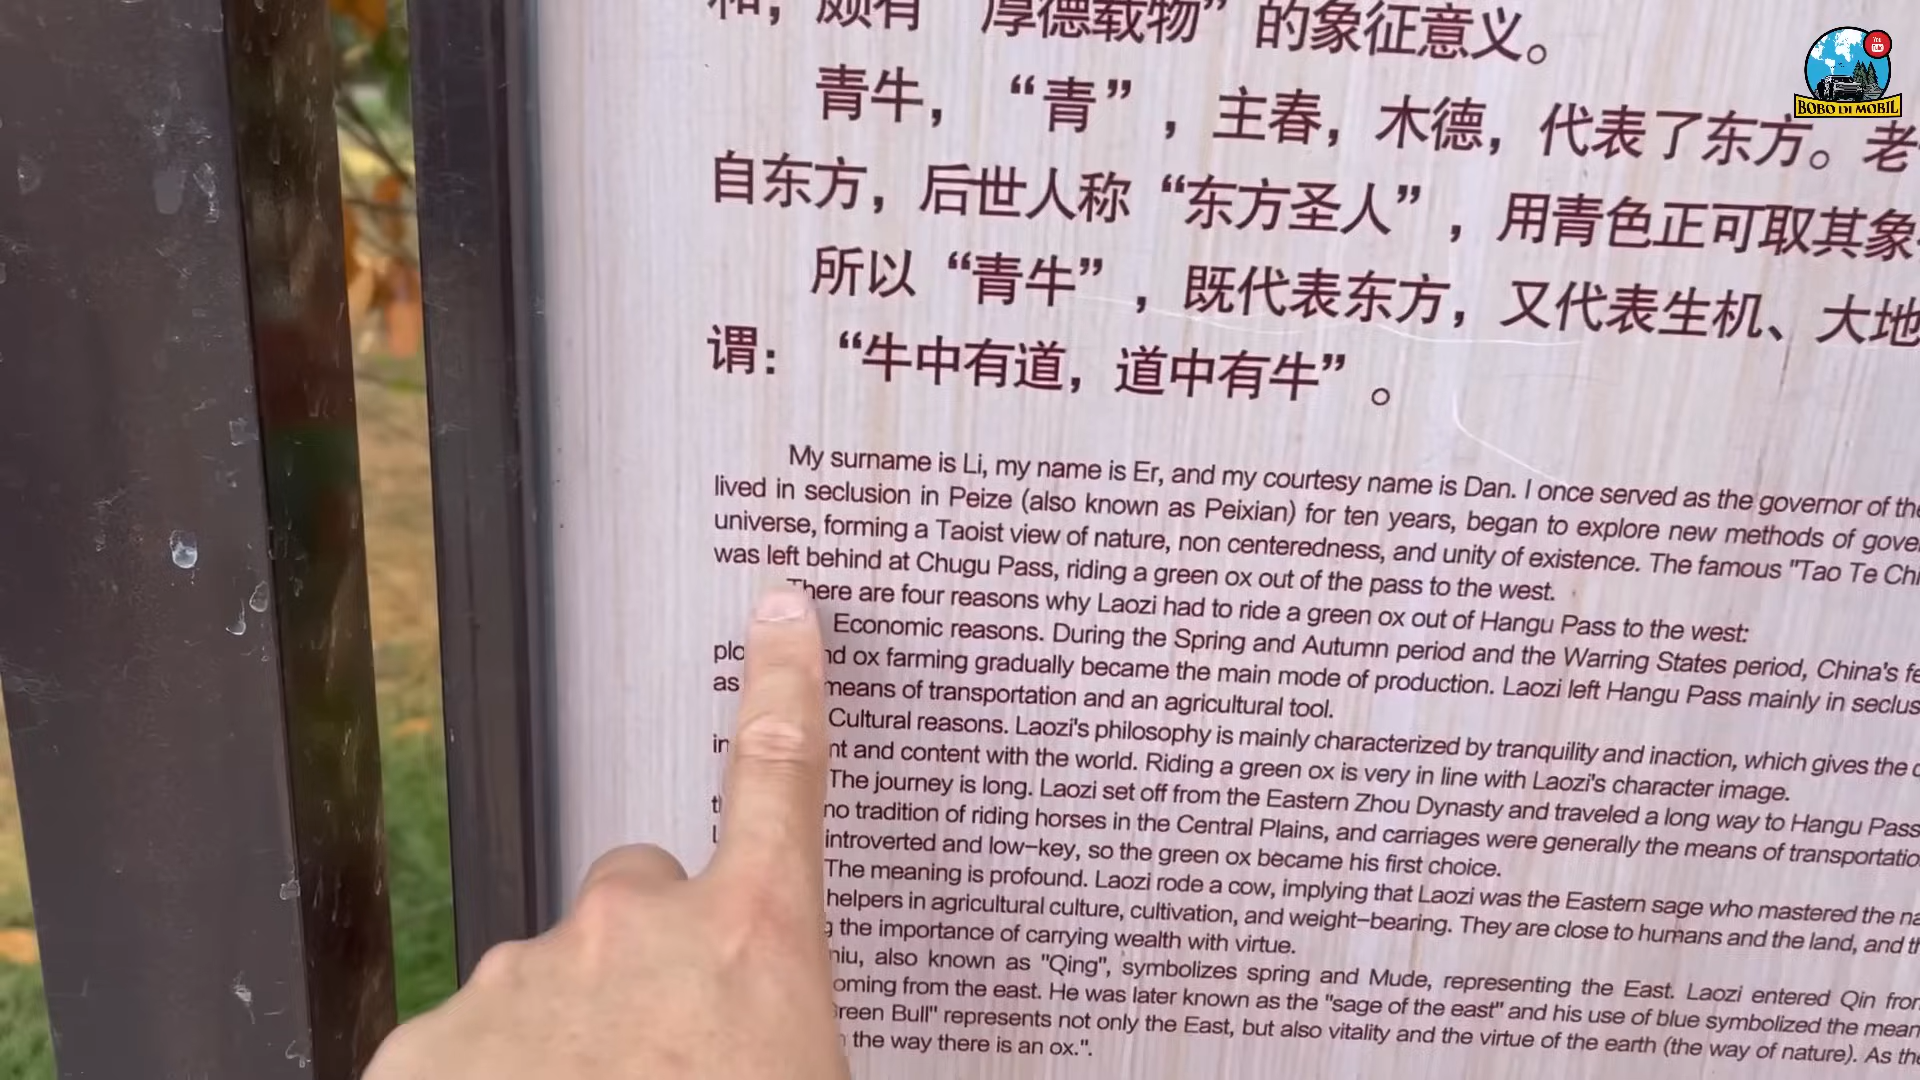 和，颇有“厚德载物”的象征意义。
青牛，“青”，主春，木德，代表了东方。老
自东方，后世人称“东方圣人”，用青色正可取其象
所以“青牛”，既代表东方，又代表生机、大地
谓：“牛中有道，道中有牛”。
My surname is Li, my name is Er, and my courtesy name is Dan. I once served as the governor of the
lived in seclusion in Peize (also known as Peixian) for ten years, began to explore new methods of
universe, forming a Taoist view of nature, non centeredness, and unity of existence. The famous "Tao Te
was left behind at Chugu Pass, riding a green ox out of the pass to the west.
There are four reasons why Laozi had to ride a green ox out of Hangu Pass to the west:
Economic reasons. During the Spring and Autumn period and the Warring States period, China's
ox farming gradually became the main mode of production. Laozi left Hangu Pass mainly in
as means of transportation and an agricultural tool.
Cultural reasons. Laozi's philosophy is mainly characterized by tranquility and inaction, which gives the
and content with the world. Riding a green ox is very in line with Laozi's character image.
The journey is long. Laozi set off from the Eastern Zhou Dynasty and traveled a long way to Hangu Pass
no tradition of riding horses in the Central Plains, and carriages were generally the means of
introverted and low-key, so the green ox became his first choice.
The meaning is profound. Laozi rode a cow, implying that Laozi was the Eastern sage who mastered the
helpers in agricultural culture, cultivation, and weight-bearing. They are close to humans and the land, and
the importance of carrying wealth with virtue.
niu, also known as "Qing", symbolizes spring and Mude, representing the East. Laozi entered Qin
oming from the east. He was later known as the "sage of the east" and his use of blue symbolized the
Green Bull" represents not only the East, but also vitality and the virtue of the earth (the way of nature). As
the way there is an ox.".
BOBO DI MOBIL